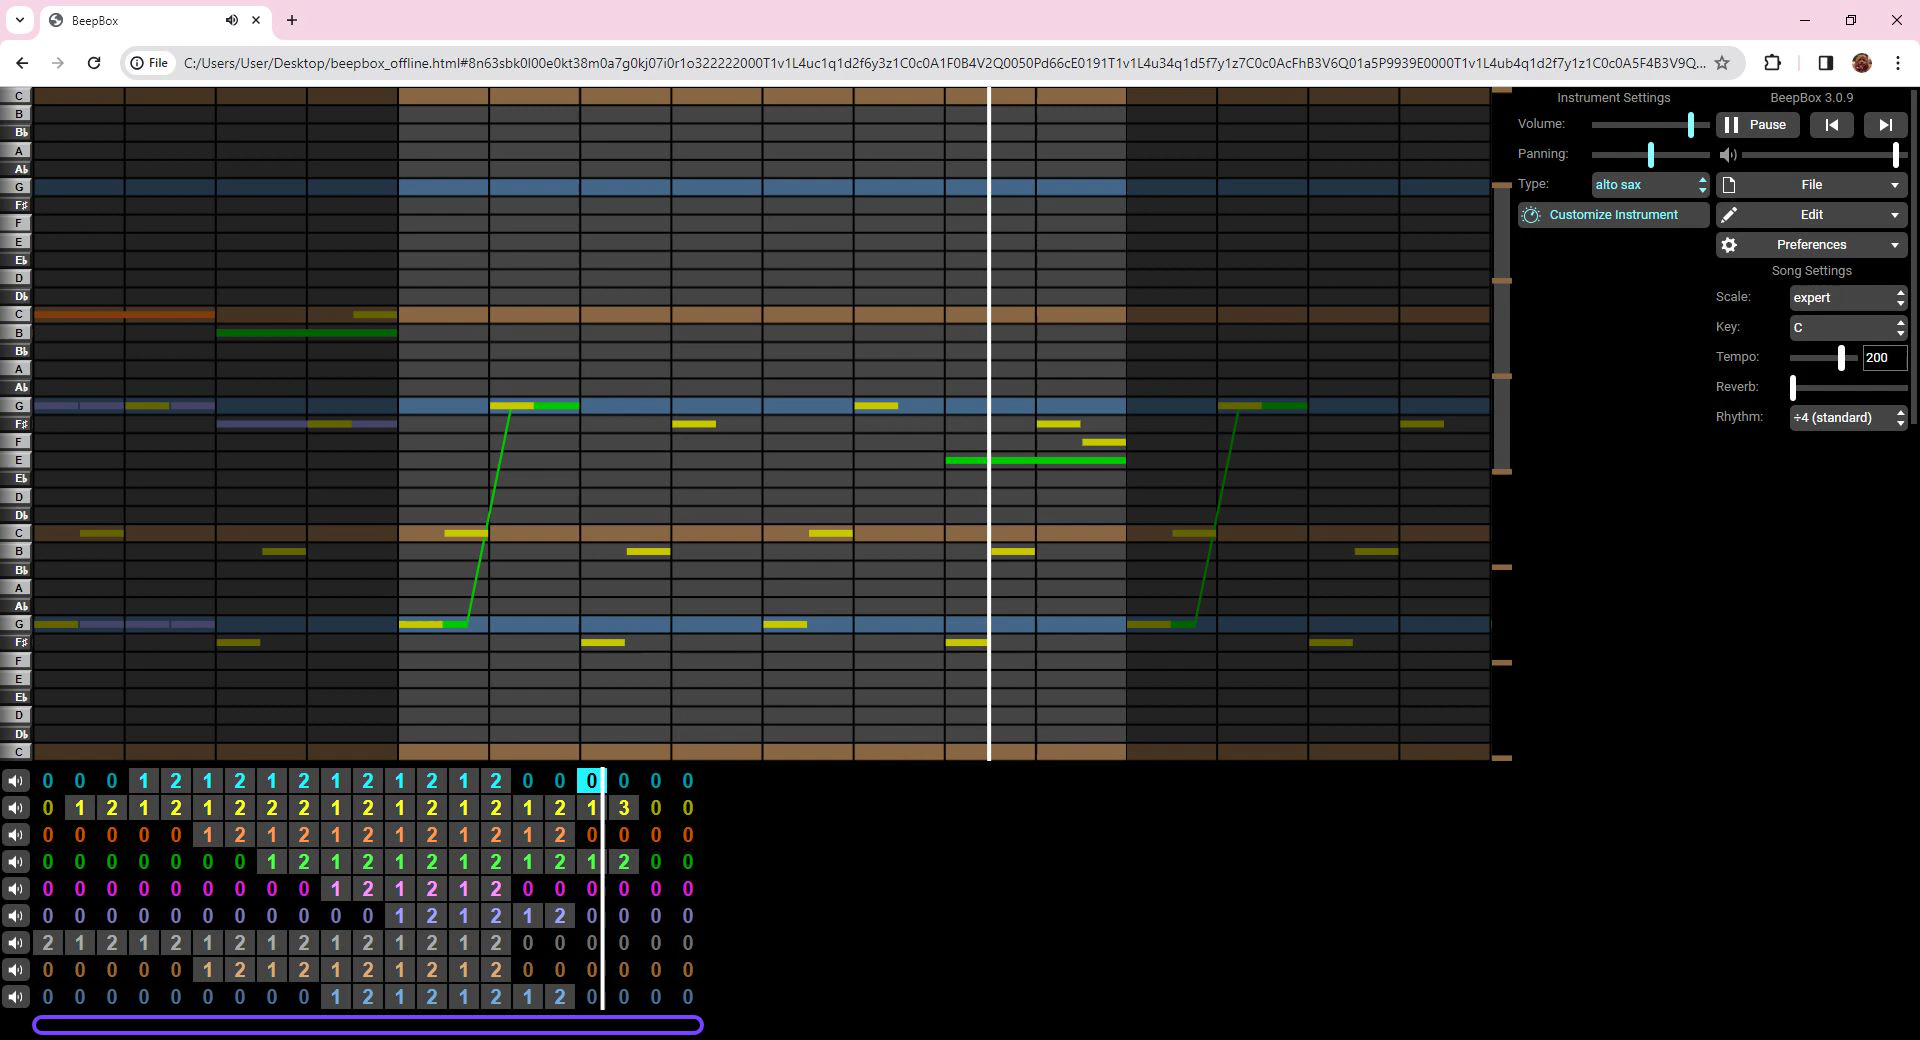 BeepBox
File
C:/Users/User/Desktop/beepbox_offline.html#8n63sbk0l00e0kt38m0a7g0kj07i0r1o322222000T1v1L4uc1q1d2f6y3z1C0c0A1F0B4V2Q0050Pd66cE0191T1v1L4u34q1d5f7y1z7C0c0AcFhB3V6Q01a5P9939E0000T1v1L4ub4q1d2f7y1z1C0c0A5F4B3V9Q...
C
B
B♭
A
A♭
G
F♯
F
E
E♭
D
D♭
C
B
B♭
A
A♭
G
F♯
F
E
E♭
D
D♭
C
B
B♭
A
A♭
G
F♯
F
E
E♭
D
D♭
C
Instrument Settings
Volume:
Panning:
Type: alto sax
Customize Instrument
BeepBox 3.0.9
Pause
File
Edit
Preferences
Song Settings
Scale: expert
Key: C
Tempo: 200
Reverb:
Rhythm: ÷4 (standard)
0 0 0 1 2 1 2 1 2 1 2 1 2 1 2 0 0 0 0 0 0
0 1 2 1 2 1 2 2 2 1 2 1 2 1 2 1 2 1 3 0 0
0 0 0 0 0 1 2 1 2 1 2 1 2 1 2 1 2 0 0 0 0
0 0 0 0 0 0 0 1 2 1 2 1 2 1 2 1 2 1 2 0 0
0 0 0 0 0 0 0 0 0 1 2 1 2 1 2 0 0 0 0 0 0
0 0 0 0 0 0 0 0 0 0 0 1 2 1 2 1 2 0 0 0 0
2 1 2 1 2 1 2 1 2 1 2 1 2 1 2 0 0 0 0 0 0
0 0 0 0 0 1 2 1 2 1 2 1 2 1 2 0 0 0 0 0 0
0 0 0 0 0 0 0 0 0 1 2 1 2 1 2 1 2 0 0 0 0